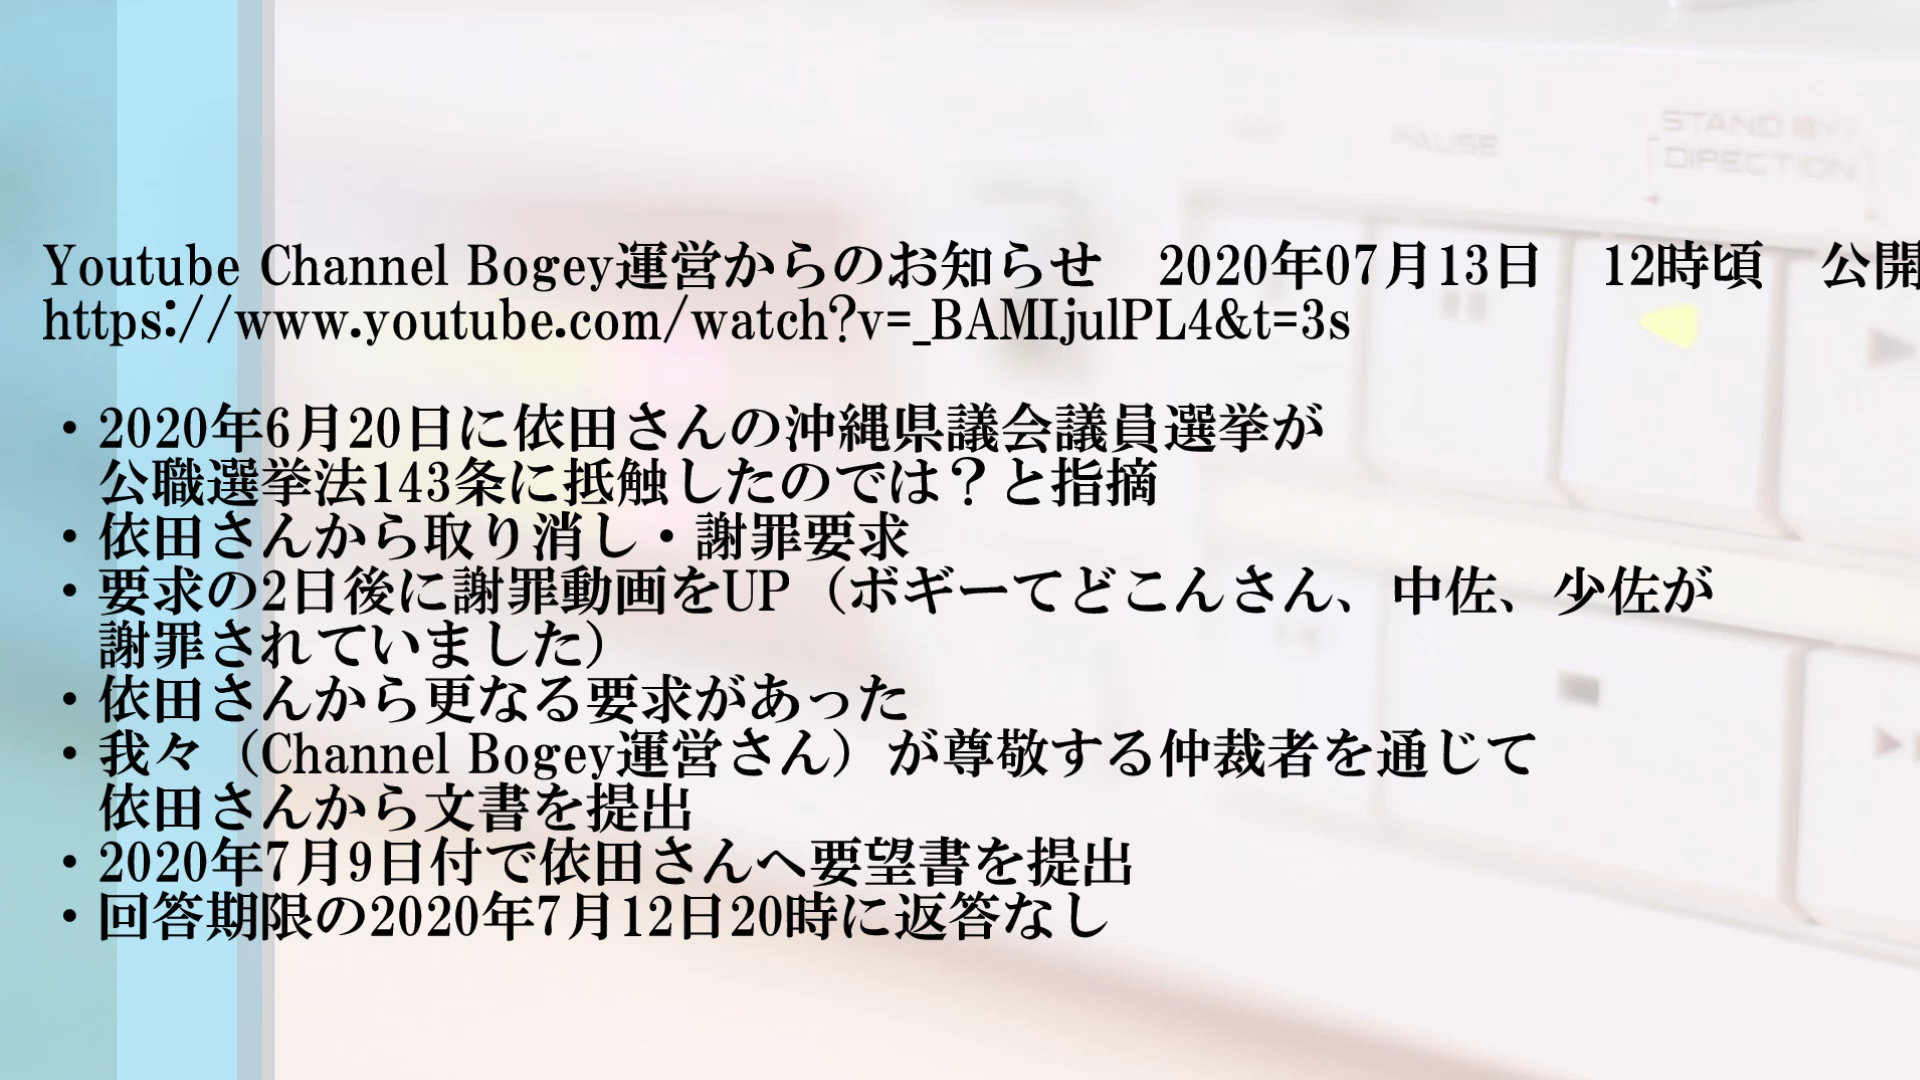 STAND BY
PAUSE
DIRECTION
Youtube Channel Bogey運営からのお知らせ　2020年07月13日　12時頃　公開
https://www.youtube.com/watch?v=_BAMIjulPL4&t=3s
・2020年6月20日に依田さんの沖縄県議会議員選挙が
公職選挙法143条に抵触したのでは？と指摘
・依田さんから取り消し・謝罪要求
・要求の2日後に謝罪動画をUP（ボギーてどこんさん、中佐、少佐が
謝罪されていました）
・依田さんから更なる要求があった
・我々（Channel Bogey運営さん）が尊敬する仲裁者を通じて
依田さんから文書を提出
・2020年7月9日付で依田さんへ要望書を提出
・回答期限の2020年7月12日20時に返答なし